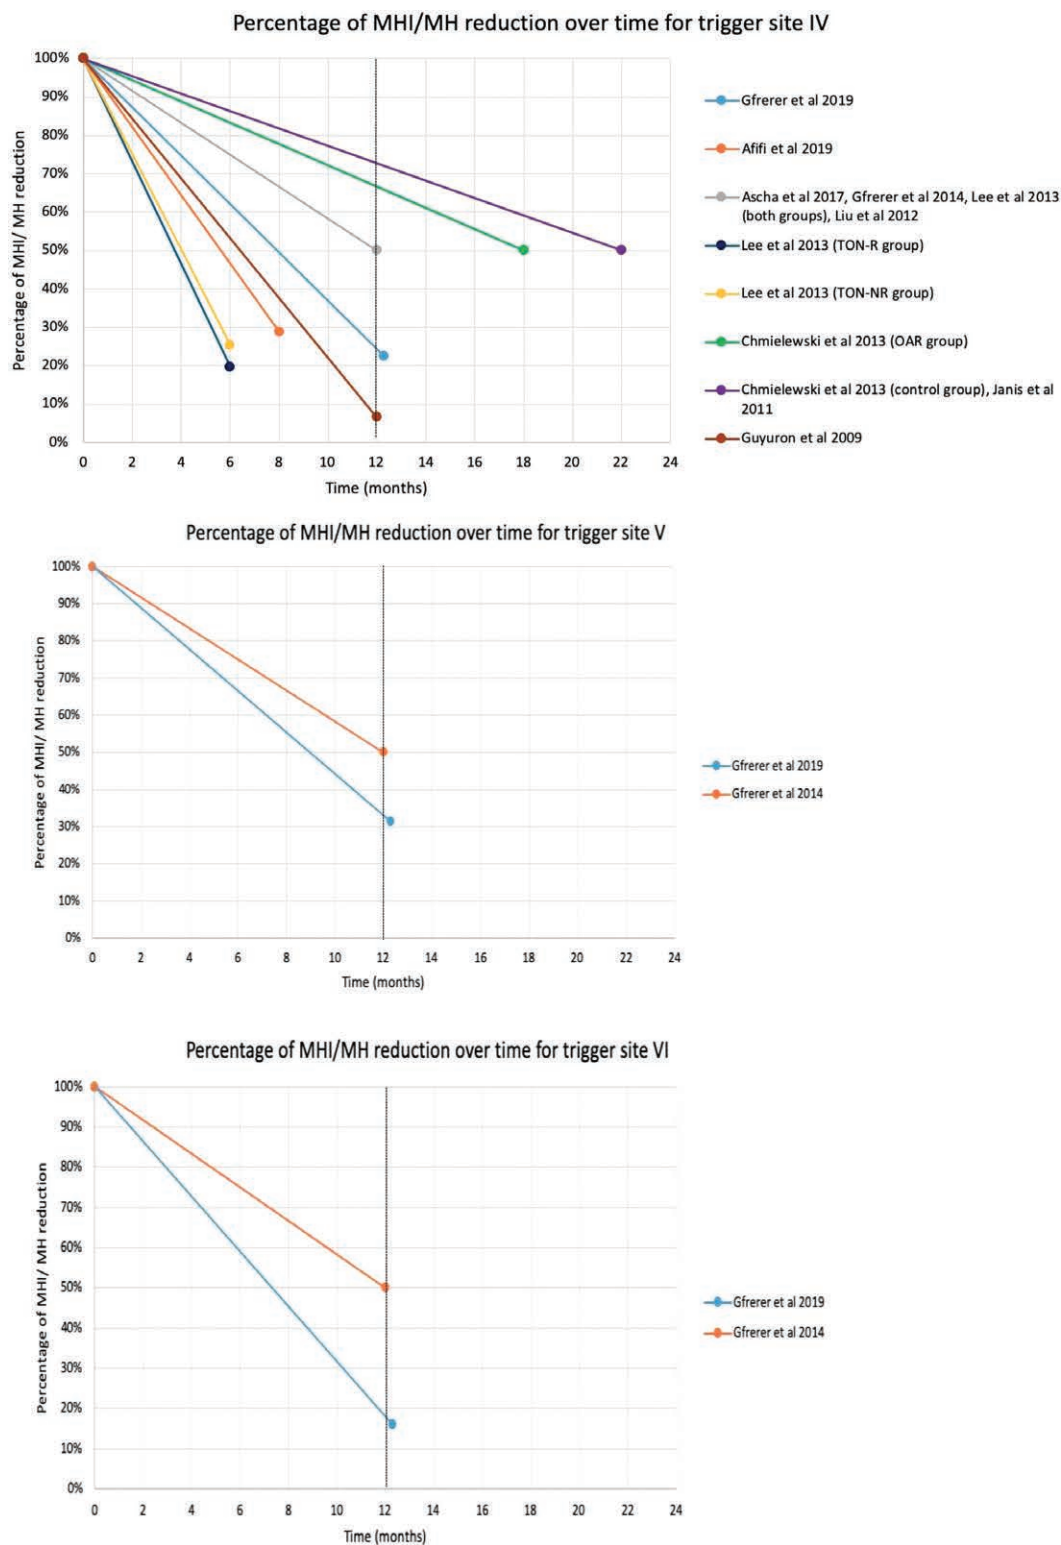 Percentage of MHI/MH reduction over time for trigger site IV
Percentage of MHI/ MH reduction
100%
90%
80%
70%
60%
50%
40%
30%
20%
10%
0%
0 2 4 6 8 10 12 14 16 18 20 22 24
Time (months)
Gfrerer et al 2019
Afifi et al 2019
Ascha et al 2017, Gfrerer et al 2014, Lee et al 2013
(both groups), Liu et al 2012
Lee et al 2013 (TON-R group)
Lee et al 2013 (TON-NR group)
Chmielewski et al 2013 (OAR group)
Chmielewski et al 2013 (control group), Janis et al
2011
Guyuron et al 2009
Percentage of MHI/MH reduction over time for trigger site V
Percentage of MHI/ MH reduction
100%
90%
80%
70%
60%
50%
40%
30%
20%
10%
0%
0 2 4 6 8 10 12 14 16 18 20 22 24
Time (months)
Gfrerer et al 2019
Gfrerer et al 2014
Percentage of MHI/MH reduction over time for trigger site VI
Percentage of MHI/ MH reduction
100%
90%
80%
70%
60%
50%
40%
30%
20%
10%
0%
0 2 4 6 8 10 12 14 16 18 20 22 24
Time (months)
Gfrerer et al 2019
Gfrerer et al 2014